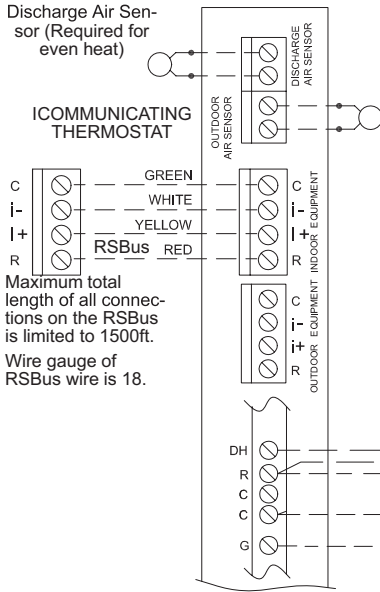 Discharge Air Sen-
sor (Required for
even heat)
DISCHARGE
AIR SENSOR
OUTDOOR
AIR SENSOR
ICOMMUNICATING
THERMOSTAT
C
i-
I+
R
GREEN
WHITE
YELLOW
RSBus RED
C
i-
I+
R
INDOOR EQUIPMENT
Maximum total
length of all connec-
tions on the RSBus
is limited to 1500ft.
Wire gauge of
RSBus wire is 18.
C
i-
i+
R
OUTDOOR EQUIPMENT
DH
R
C
C
G